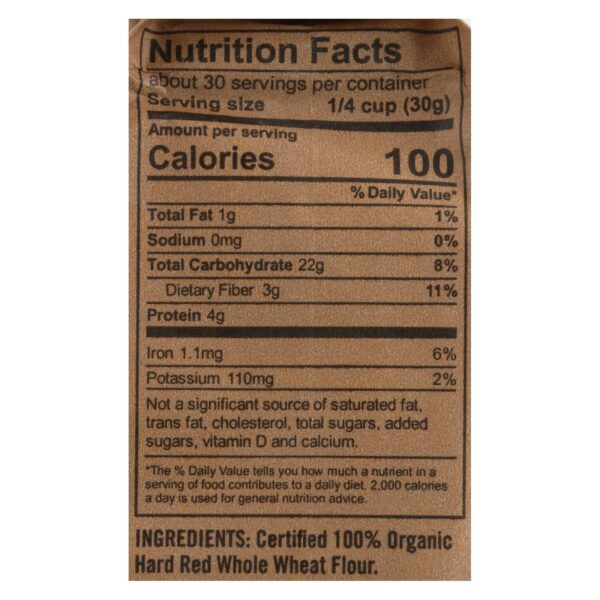 Nutrition Facts
about 30 servings per container
Serving size 1/4 cup (30g)
Amount per serving
Calories 100
% Daily Value*
Total Fat 1g 1%
Sodium 0mg 0%
Total Carbohydrate 22g 8%
Dietary Fiber 3g 11%
Protein 4g
Iron 1.1mg 6%
Potassium 110mg 2%
Not a significant source of saturated fat,
trans fat, cholesterol, total sugars, added
sugars, vitamin D and calcium.
*The % Daily Value tells you how much a nutrient in a
serving of food contributes to a daily diet. 2,000 calories
a day is used for general nutrition advice.
INGREDIENTS: Certified 100% Organic
Hard Red Whole Wheat Flour.